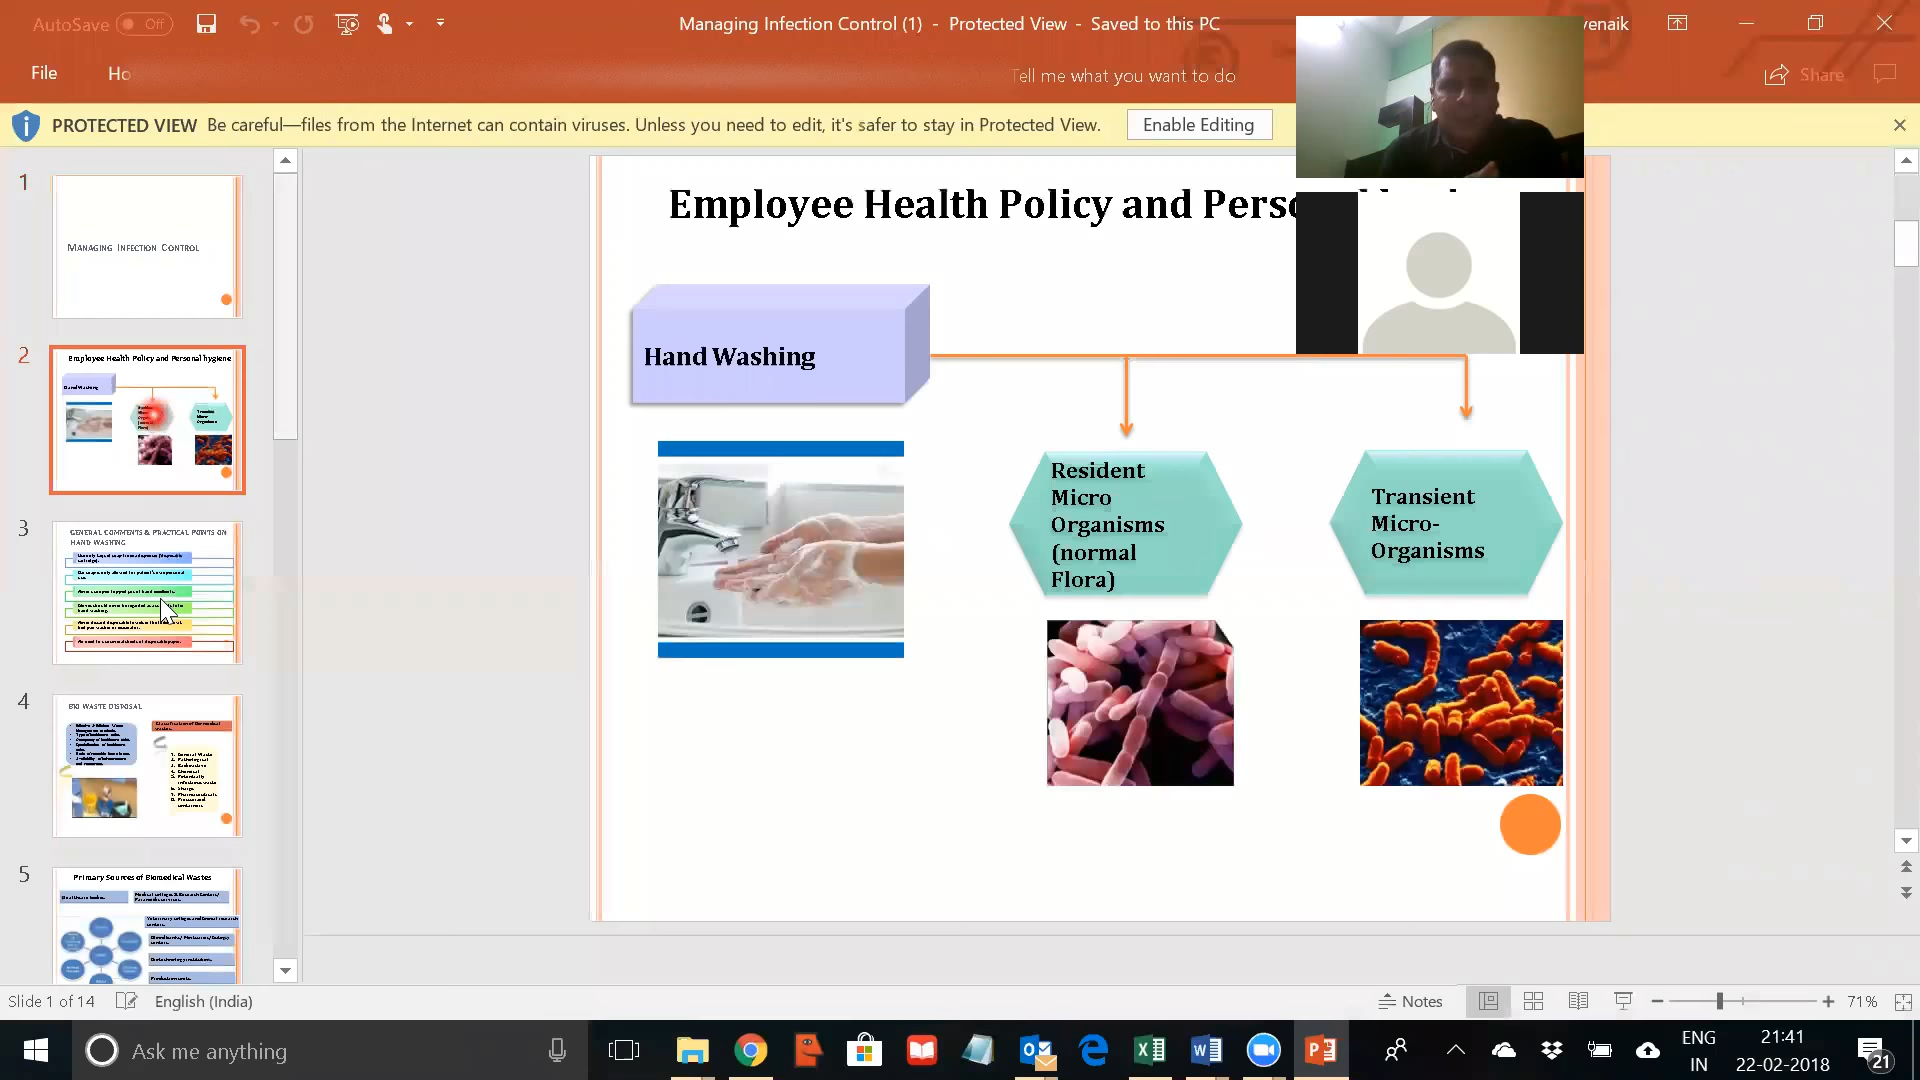 AutoSave Off
Managing Infection Control (1) - Protected View - Saved to this PC
venaik
File
Ho
Tell me what you want to do
Share
PROTECTED VIEW Be careful—files from the Internet can contain viruses. Unless you need to edit, it's safer to stay in Protected View.
Enable Editing
1
MANAGING INFECTION CONTROL
2
Employee Health Policy and Personal hygiene
Hand Washing
3
GENERAL COMMENTS & PRACTICAL POINTS ON
HAND WASHING
4
BIO WASTE DISPOSAL
5
Primary Sources of Biomedical Wastes
Employee Health Policy and Perso
Hand Washing
Resident
Micro
Organisms
(normal
Flora)
Transient
Micro-
Organisms
Slide 1 of 14
English (India)
Notes
71%
Ask me anything
ENG
IN
21:41
22-02-2018
21